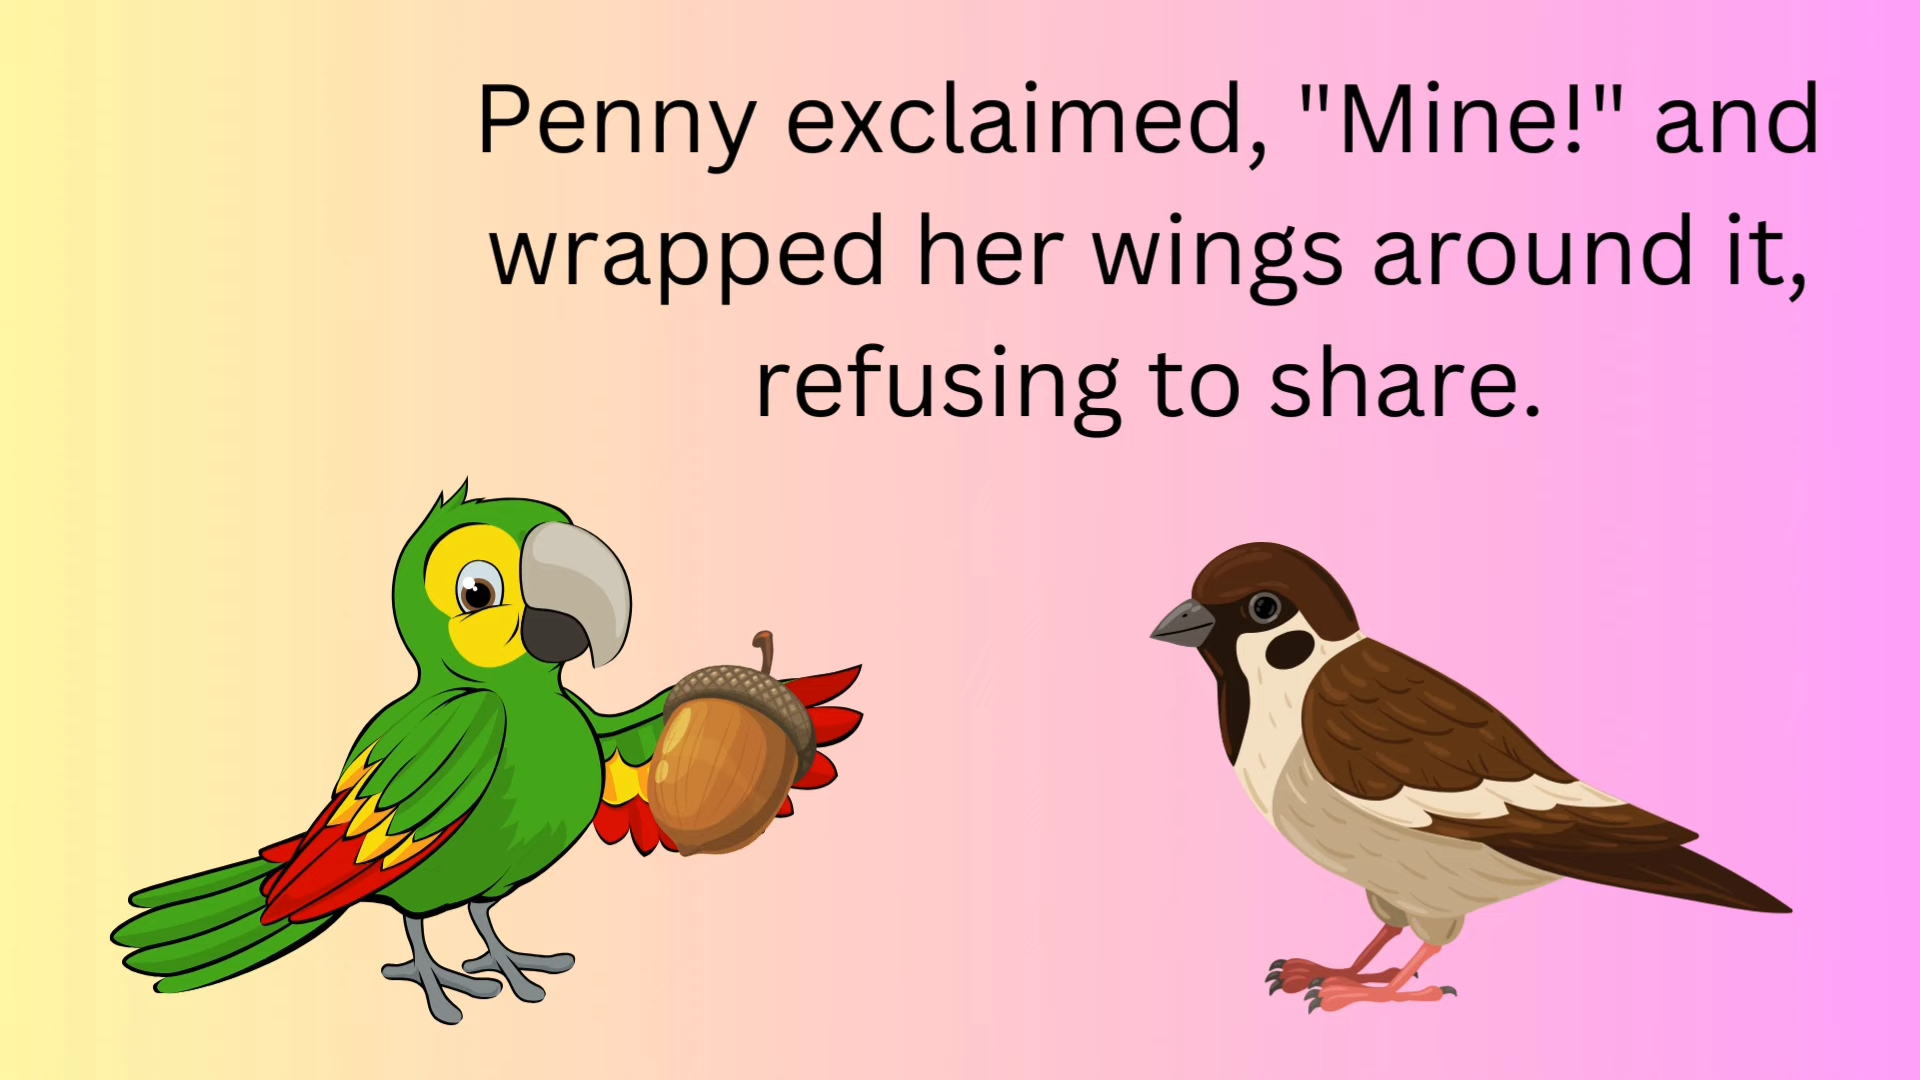 Penny exclaimed, "Mine!" and
wrapped her wings around it,
refusing to share.